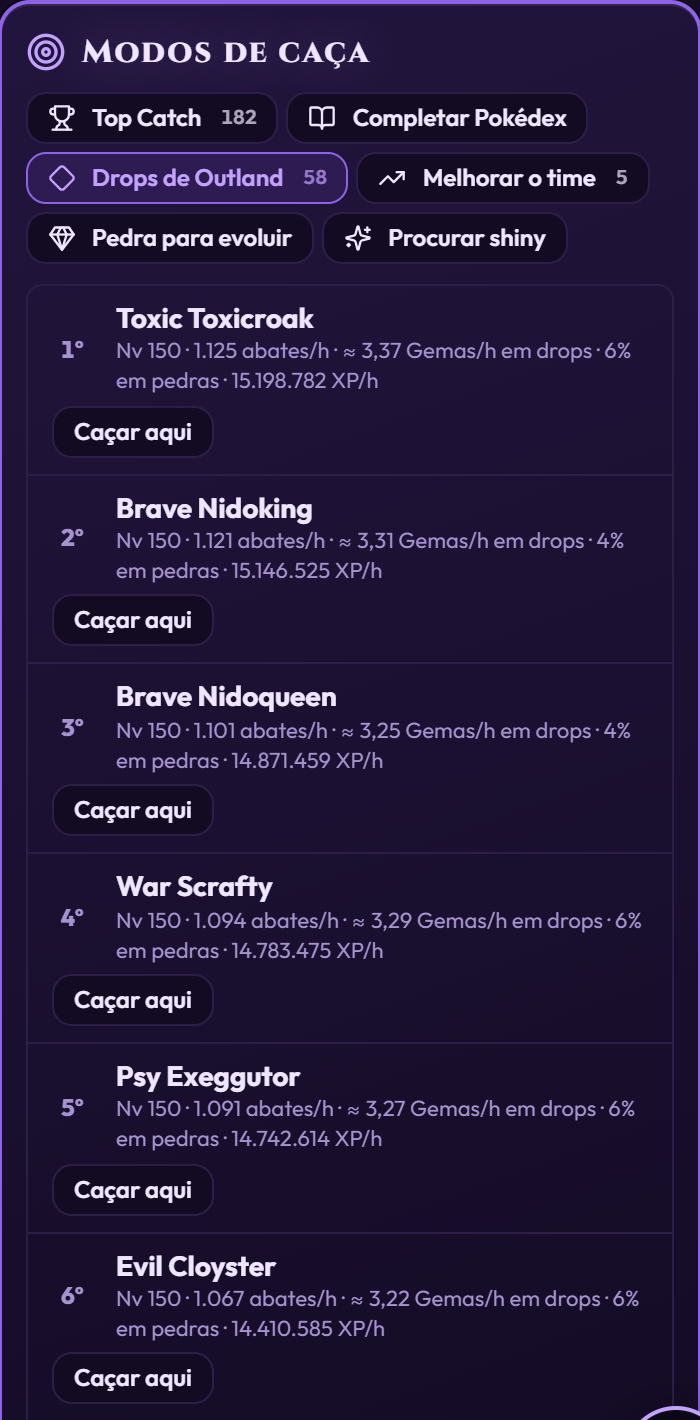 Modos de caça
Top Catch 182
Completar Pokédex
Drops de Outland 58
Melhorar o time 5
Pedra para evoluir
Procurar shiny
1º
Toxic Toxicroak
Nv 150 · 1.125 abates/h · ≈ 3,37 Gemas/h em drops · 6%
em pedras · 15.198.782 XP/h
Caçar aqui
2º
Brave Nidoking
Nv 150 · 1.121 abates/h · ≈ 3,31 Gemas/h em drops · 4%
em pedras · 15.146.525 XP/h
Caçar aqui
3º
Brave Nidoqueen
Nv 150 · 1.101 abates/h · ≈ 3,25 Gemas/h em drops · 4%
em pedras · 14.871.459 XP/h
Caçar aqui
4º
War Scrafty
Nv 150 · 1.094 abates/h · ≈ 3,29 Gemas/h em drops · 6%
em pedras · 14.783.475 XP/h
Caçar aqui
5º
Psy Exeggutor
Nv 150 · 1.091 abates/h · ≈ 3,27 Gemas/h em drops · 6%
em pedras · 14.742.614 XP/h
Caçar aqui
6º
Evil Cloyster
Nv 150 · 1.067 abates/h · ≈ 3,22 Gemas/h em drops · 6%
em pedras · 14.410.585 XP/h
Caçar aqui